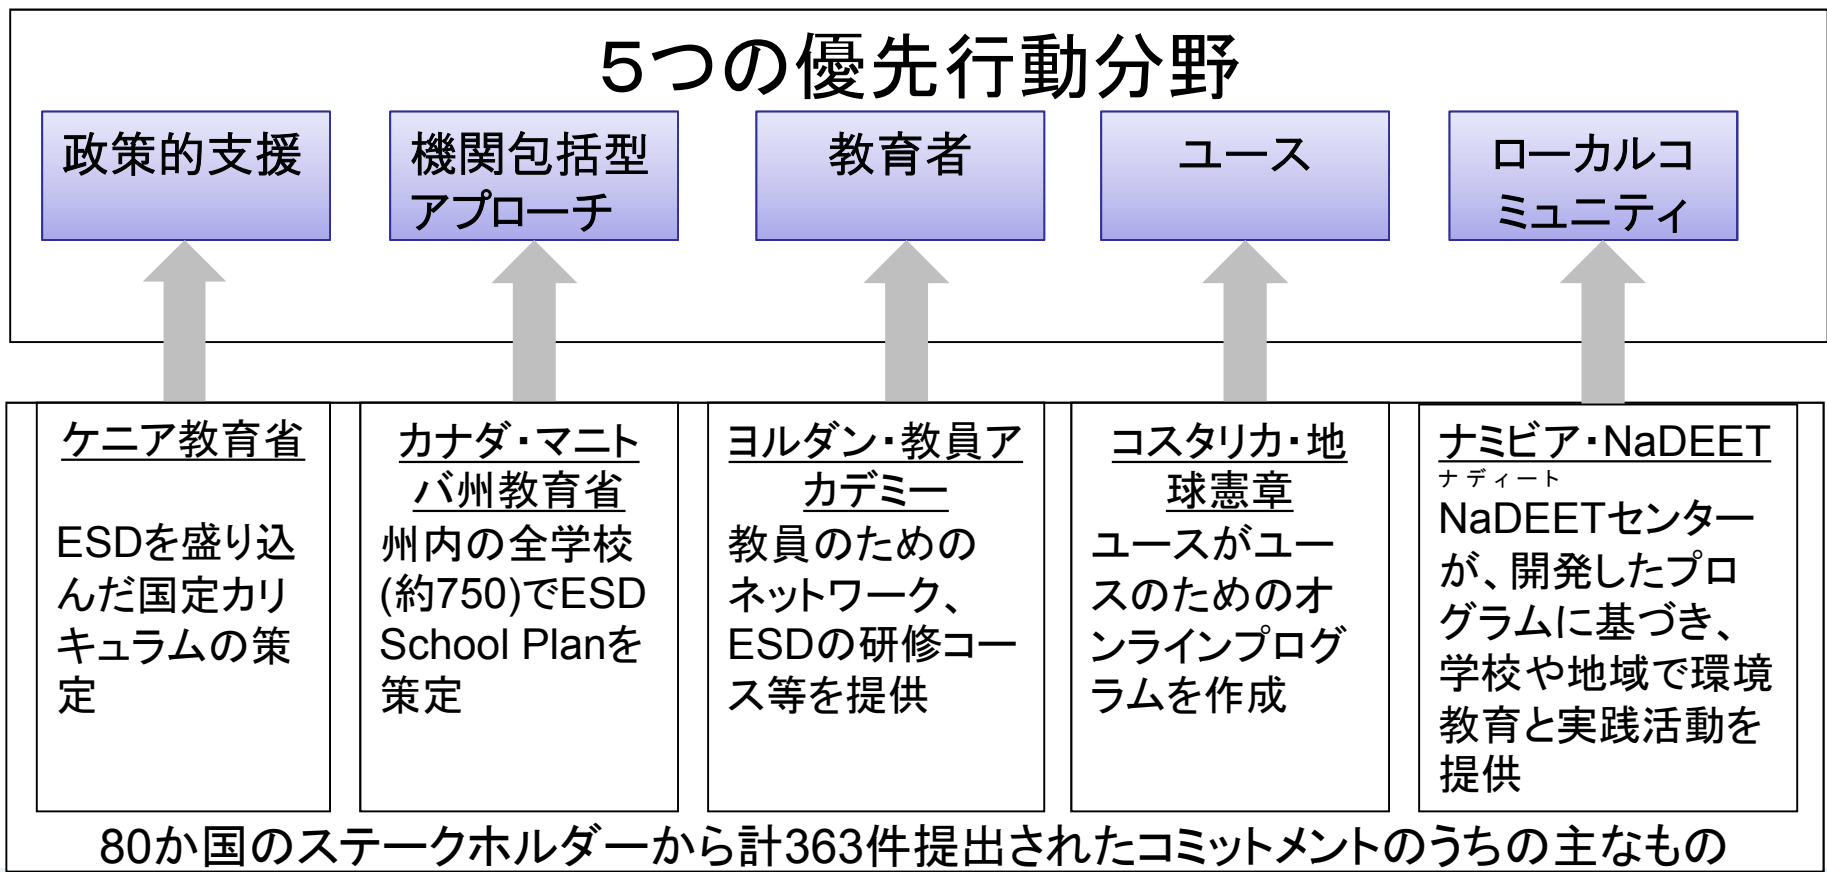 ５つの優先行動分野
政策的支援
機関包括型
アプローチ
教育者
ユース
ローカルコ
ミュニティ
ケニア教育省
ESDを盛り込
んだ国定カリ
キュラムの策
定
カナダ・マニト
バ州教育省
州内の全学校
(約750)でESD
School Planを
策定
ヨルダン・教員ア
カデミー
教員のための
ネットワーク、
ESDの研修コー
ス等を提供
コスタリカ・地
球憲章
ユースがユー
スのためのオ
ンラインプログ
ラムを作成
ナミビア・NaDEET
ナディート
NaDEETセンター
が、開発したプロ
グラムに基づき、
学校や地域で環境
教育と実践活動を
提供
80か国のステークホルダーから計363件提出されたコミットメントのうちの主なもの